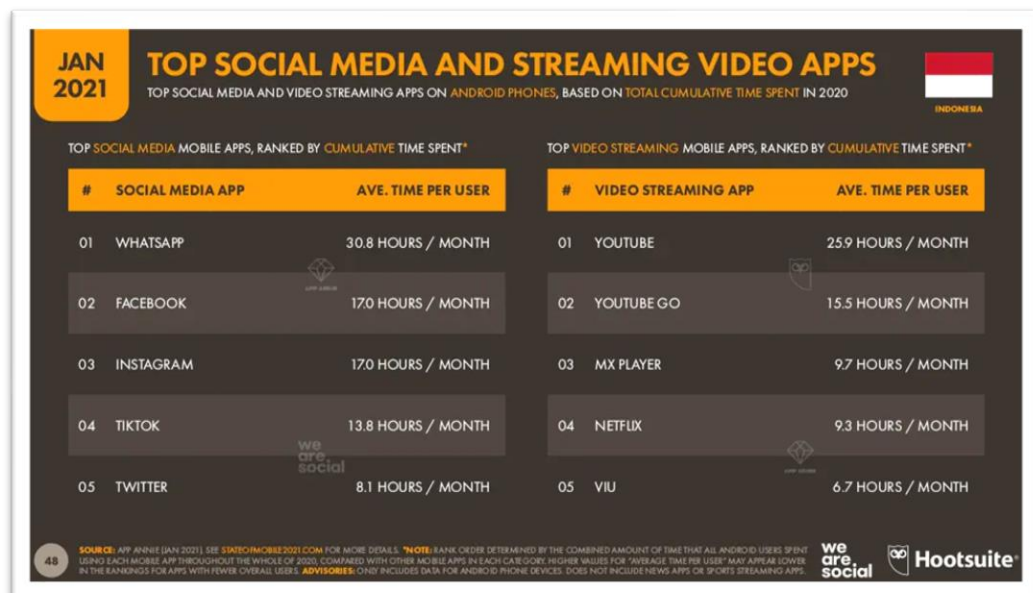 JAN
2021
TOP SOCIAL MEDIA AND STREAMING VIDEO APPS
TOP SOCIAL MEDIA AND VIDEO STREAMING APPS ON ANDROID PHONES, BASED ON TOTAL CUMULATIVE TIME SPENT IN 2020
INDONESIA
TOP SOCIAL MEDIA MOBILE APPS, RANKED BY CUMULATIVE TIME SPENT*
# SOCIAL MEDIA APP AVE. TIME PER USER
01 WHATSAPP 30.8 HOURS / MONTH
02 FACEBOOK 17.0 HOURS / MONTH
03 INSTAGRAM 17.0 HOURS / MONTH
04 TIKTOK 13.8 HOURS / MONTH
05 TWITTER 8.1 HOURS / MONTH
TOP VIDEO STREAMING MOBILE APPS, RANKED BY CUMULATIVE TIME SPENT*
# VIDEO STREAMING APP AVE. TIME PER USER
01 YOUTUBE 25.9 HOURS / MONTH
02 YOUTUBE GO 15.5 HOURS / MONTH
03 MX PLAYER 9.7 HOURS / MONTH
04 NETFLIX 9.3 HOURS / MONTH
05 VIU 6.7 HOURS / MONTH
APP ANNIE
we
are
social
APP ANNIE
48
SOURCE: APP ANNIE (JAN 2021). SEE STATEOFMOBILE2021.COM FOR MORE DETAILS. *NOTE: RANK ORDER DETERMINED BY THE COMBINED AMOUNT OF TIME THAT ALL ANDROID USERS SPENT
USING EACH MOBILE APP THROUGHOUT THE WHOLE OF 2020, COMPARED WITH OTHER MOBILE APPS IN EACH CATEGORY. HIGHER VALUES FOR "AVERAGE TIME PER USER" MAY APPEAR LOWER
IN THE RANKINGS FOR APPS WITH FEWER OVERALL USERS. ADVISORIES: ONLY INCLUDES DATA FOR ANDROID PHONE DEVICES. DOES NOT INCLUDE NEWS APPS OR SPORTS STREAMING APPS.
we
are
social
Hootsuite